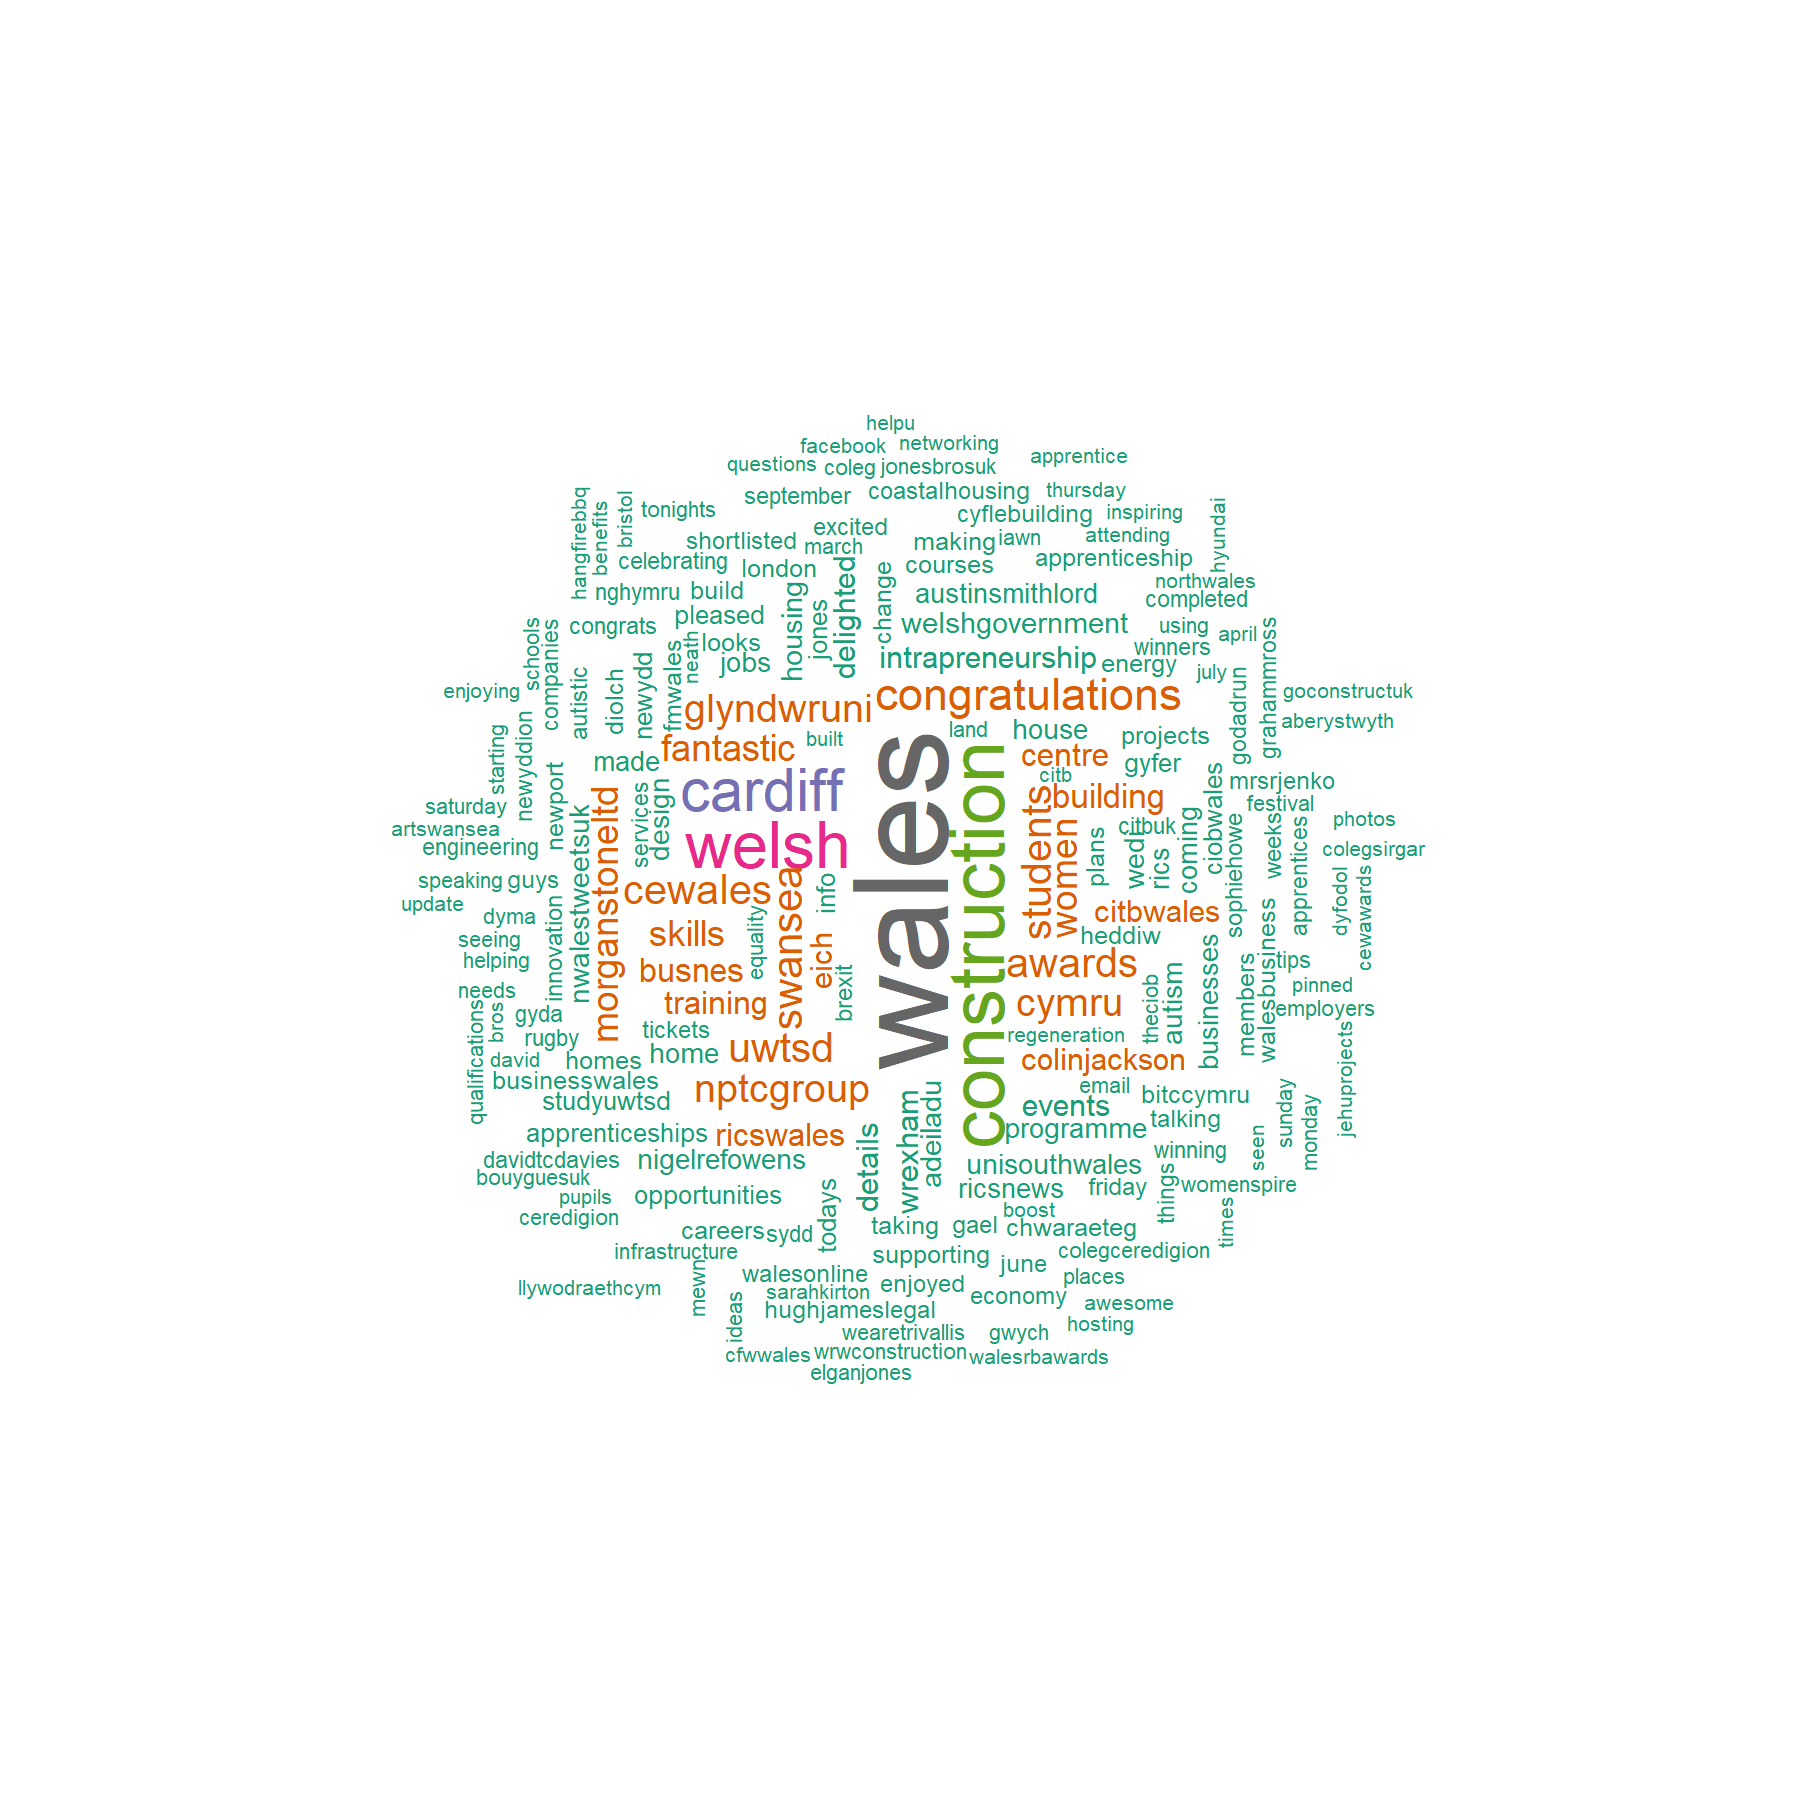 helpu
facebook networking
questions coleg jonesbrosuk apprentice
september coastalhousing thursday
hangfirebbq benefits bristol tonights excited cyflebuilding inspiring hyundai
shortlisted march making iawn attending
celebrating london delighted change courses apprenticeship
nghymru build housing jones austinsmithlord northwales completed
congrats pleased welshgovernment using april grahammross
schools companies looks neath winners
autistic diolch newydd fmwales jobs intrapreneurship energy july godadrun
enjoying glyndwruni congratulations goconstructuk
starting newyddion fantastic built land house projects aberystwyth
made wales construction centre gyfer
newport services design cardiff citb mrsrjenko
saturday morganstoneltd nwalestweetsuk students building ciobwales festival
artswansea women citbuk sophiehowe weeks photos
engineering welsh plans wedi rics coming apprentices colegsirgar
speaking guys cewales swansea info dyfodol cewawards
update dyma citbwales walesbusiness
seeing innovation skills equality eich heddiw businesses members
helping busnes brexit awards theciob autism tips
needs training cymru pinned
qualifications bros gyda employers
rugby tickets regeneration jehuprojects
david homes home uwtsd colinjackson
businesswales nptcgroup email bitccymru sunday monday
studyuwtsd wrexham adeiladu events talking
apprenticeships ricswales details programme winning seen
davidtcdavies nigelrefowens unisouthwales
bouyguesuk pupils opportunities todays ricsnews friday things womenspire
ceredigion boost times
careers sydd taking gael chwaraeteg
infrastructure supporting colegceredigion
llywodraethcym mewn walesonline june places
sarahkirton enjoyed economy awesome
ideas hughjameslegal hosting
wearetrivallis gwych
cfwwales wrwconstruction walesrbawards
elganjones